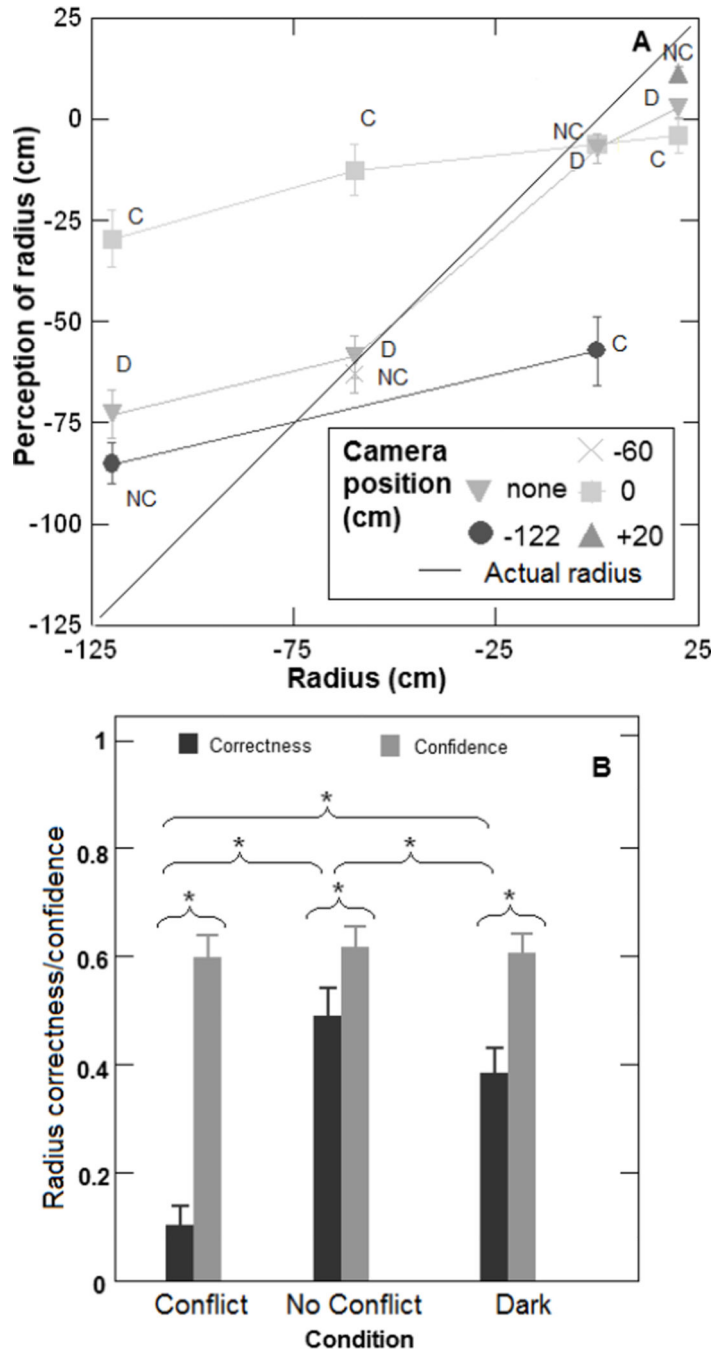 25
0
-25
-50
-75
-100
-125
Perception of radius (cm)
A
NC
D
C
NC
D
C
C
D
D
NC
C
C
NC
Camera position (cm)
-60
none
0
-122
+20
Actual radius
-125
-75
-25
25
Radius (cm)
1
0.8
0.6
0.4
0.2
0
Radius correctness/confidence
Correctness
Confidence
B
*
*
*
*
*
*
Conflict
No Conflict
Dark
Condition